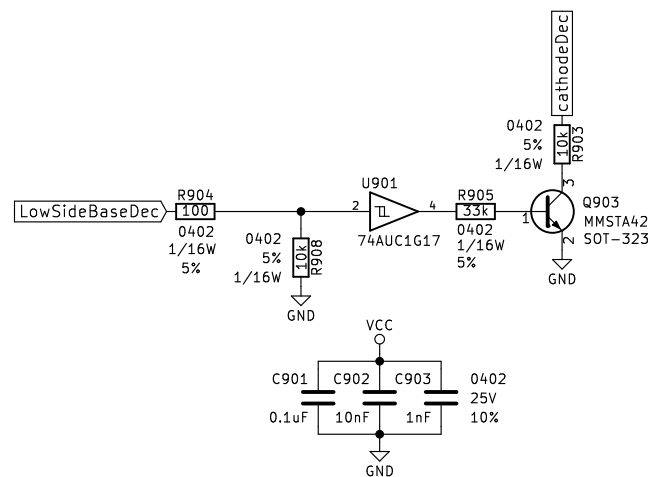 cathodeDec
0402
5%
1/16W
10k
R903
3
U901
R904
R905
Q903
LowSideBaseDec
100
2
4
33k
1
MMSTA42
0402
1/16W
5%
0402
5%
1/16W
10k
R908
74AUC1G17
0402
1/16W
5%
2
SOT-323
GND
GND
VCC
C901
C902
C903
0402
25V
0.1uF
10nF
1nF
10%
GND